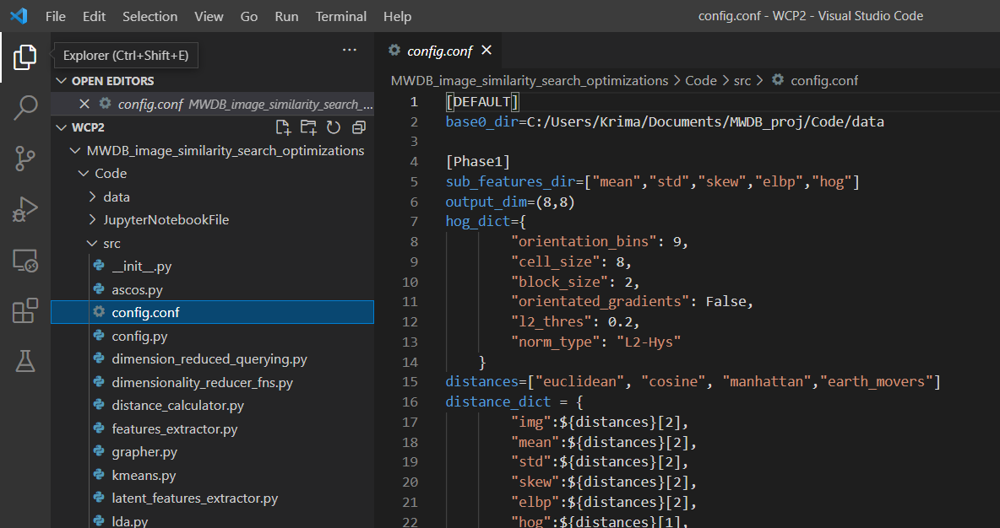 File Edit Selection View Go Run Terminal Help
config.conf - WCP2 - Visual Studio Code
Explorer (Ctrl+Shift+E)
...
OPEN EDITORS
config.conf MWDB_image_similarity_search_...
WCP2
MWDB_image_similarity_search_optimizations
Code
data
JupyterNotebookFile
src
__init__.py
ascos.py
config.conf
config.py
dimension_reduced_querying.py
dimensionality_reducer_fns.py
distance_calculator.py
features_extractor.py
grapher.py
kmeans.py
latent_features_extractor.py
lda.py
config.conf
MWDB_image_similarity_search_optimizations > Code > src > config.conf
1 [DEFAULT]
2 base0_dir=C:/Users/Krima/Documents/MWDB_proj/Code/data
3
4 [Phase1]
5 sub_features_dir=["mean","std","skew","elbp","hog"]
6 output_dim=(8,8)
7 hog_dict={
8 "orientation_bins": 9,
9 "cell_size": 8,
10 "block_size": 2,
11 "orientated_gradients": False,
12 "l2_thres": 0.2,
13 "norm_type": "L2-Hys"
14 }
15 distances=["euclidean", "cosine", "manhattan","earth_movers"]
16 distance_dict = {
17 "img":${distances}[2],
18 "mean":${distances}[2],
19 "std":${distances}[2],
20 "skew":${distances}[2],
21 "elbp":${distances}[2],
22 "hog":${distances}[1],